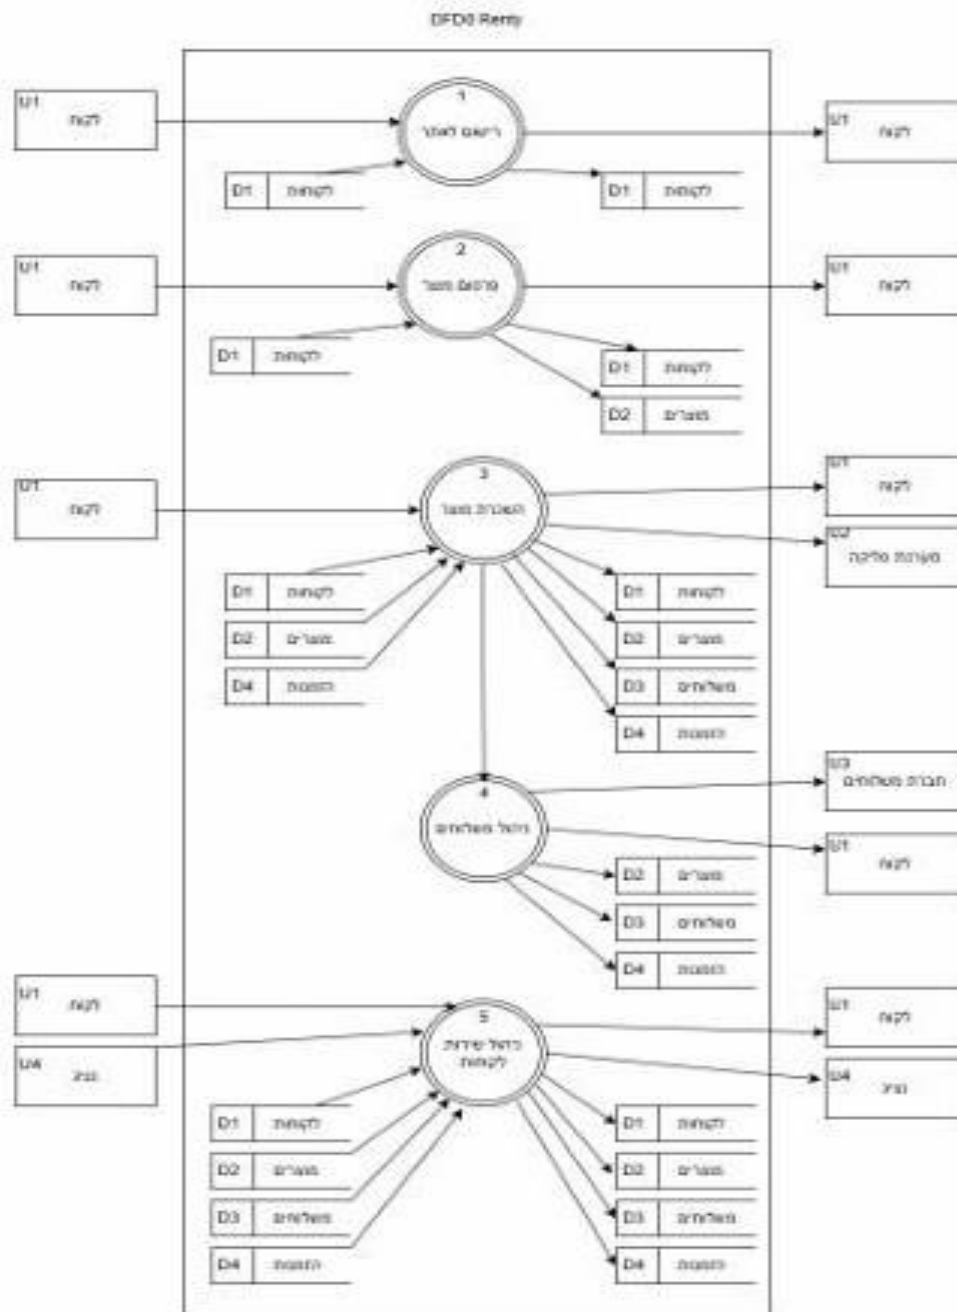 DFD0 Renty
U1
לקוח
1
רישום לאתר
U1
לקוח
D1 לקוחות
D1 לקוחות
U1
לקוח
2
פרסום מוצר
U1
לקוח
D1 לקוחות
D1 לקוחות
D2 מוצרים
U1
לקוח
3
השכרת מוצר
U1
לקוח
U2
מערכת סליקה
D1 לקוחות
D2 מוצרים
D4 הזמנות
D1 לקוחות
D2 מוצרים
D3 משלוחים
D4 הזמנות
4
ניהול משלוחים
U3
חברת משלוחים
U1
לקוח
D2 מוצרים
D3 משלוחים
D4 הזמנות
U1
לקוח
U4
נציג
5
ניהול שירות
לקוחות
U1
לקוח
U4
נציג
D1 לקוחות
D2 מוצרים
D3 משלוחים
D4 הזמנות
D1 לקוחות
D2 מוצרים
D3 משלוחים
D4 הזמנות